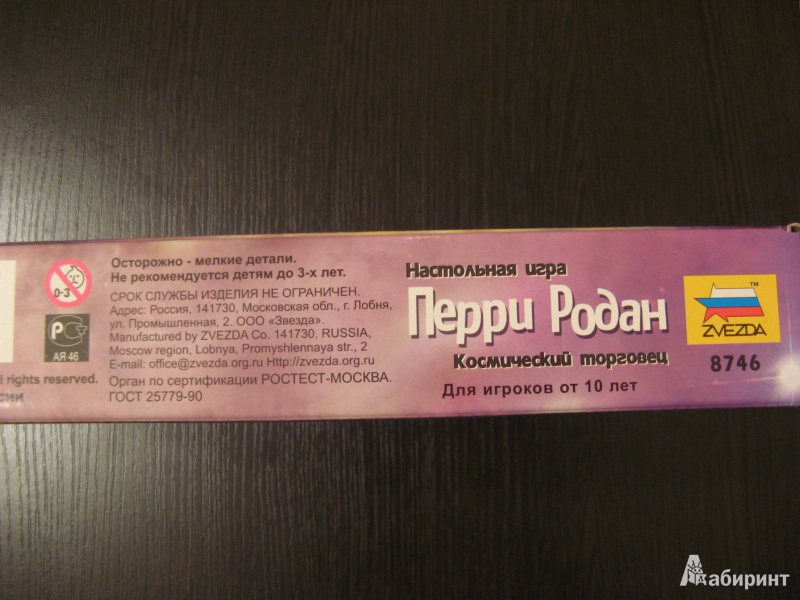 Осторожно - мелкие детали.
Не рекомендуется детям до 3-х лет.
0-3
СРОК СЛУЖБЫ ИЗДЕЛИЯ НЕ ОГРАНИЧЕН.
Адрес: Россия, 141730, Московская обл., г. Лобня,
ул. Промышленная, 2. ООО «Звезда».
Manufactured by ZVEZDA Co. 141730, RUSSIA,
Moscow region, Lobnya, Promyshlennaya str., 2
E-mail: office@zvezda.org.ru Http://zvezda.org.ru
Орган по сертификации РОСТЕСТ-МОСКВА.
ГОСТ 25779-90
АЯ 46
rights reserved.
Настольная игра
Перри Родан
Космический торговец
Для игроков от 10 лет
TM
ZVEZDA
8746
Лабиринт